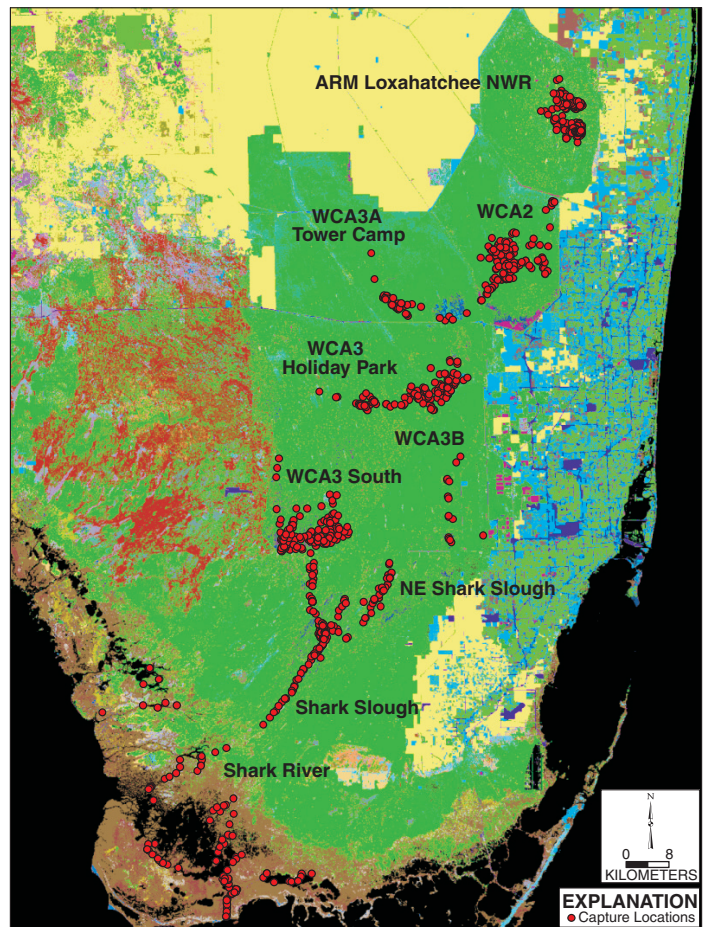 ARM Loxahatchee NWR
WCA3A
Tower Camp
WCA2
WCA3
Holiday Park
WCA3B
WCA3 South
NE Shark Slough
Shark Slough
Shark River
N
0 8
KILOMETERS
EXPLANATION
Capture Locations